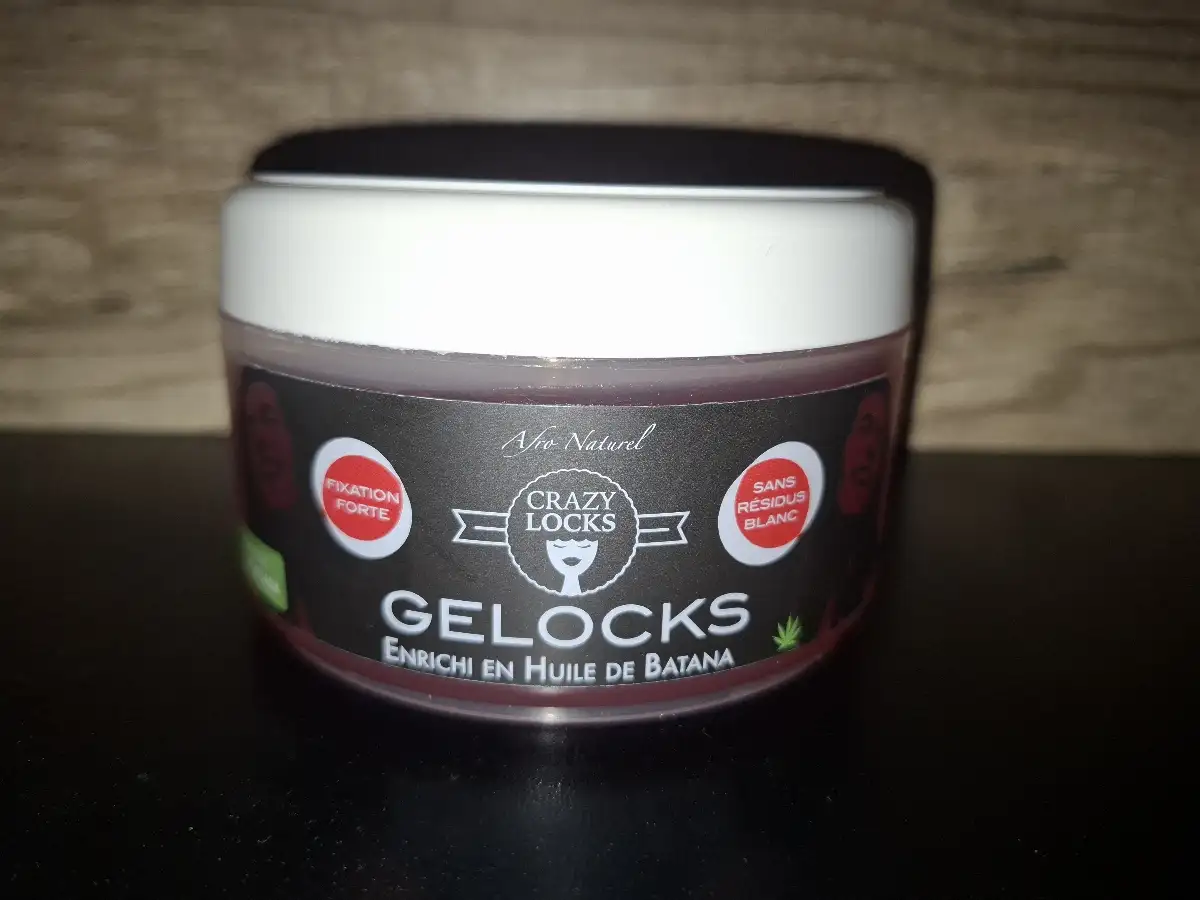 Afro Naturel
FIXATION
FORTE
CRAZY
LOCKS
SANS
RÉSIDUS
BLANC
GELOCKS
ENRICHI EN HUILE DE BATANA